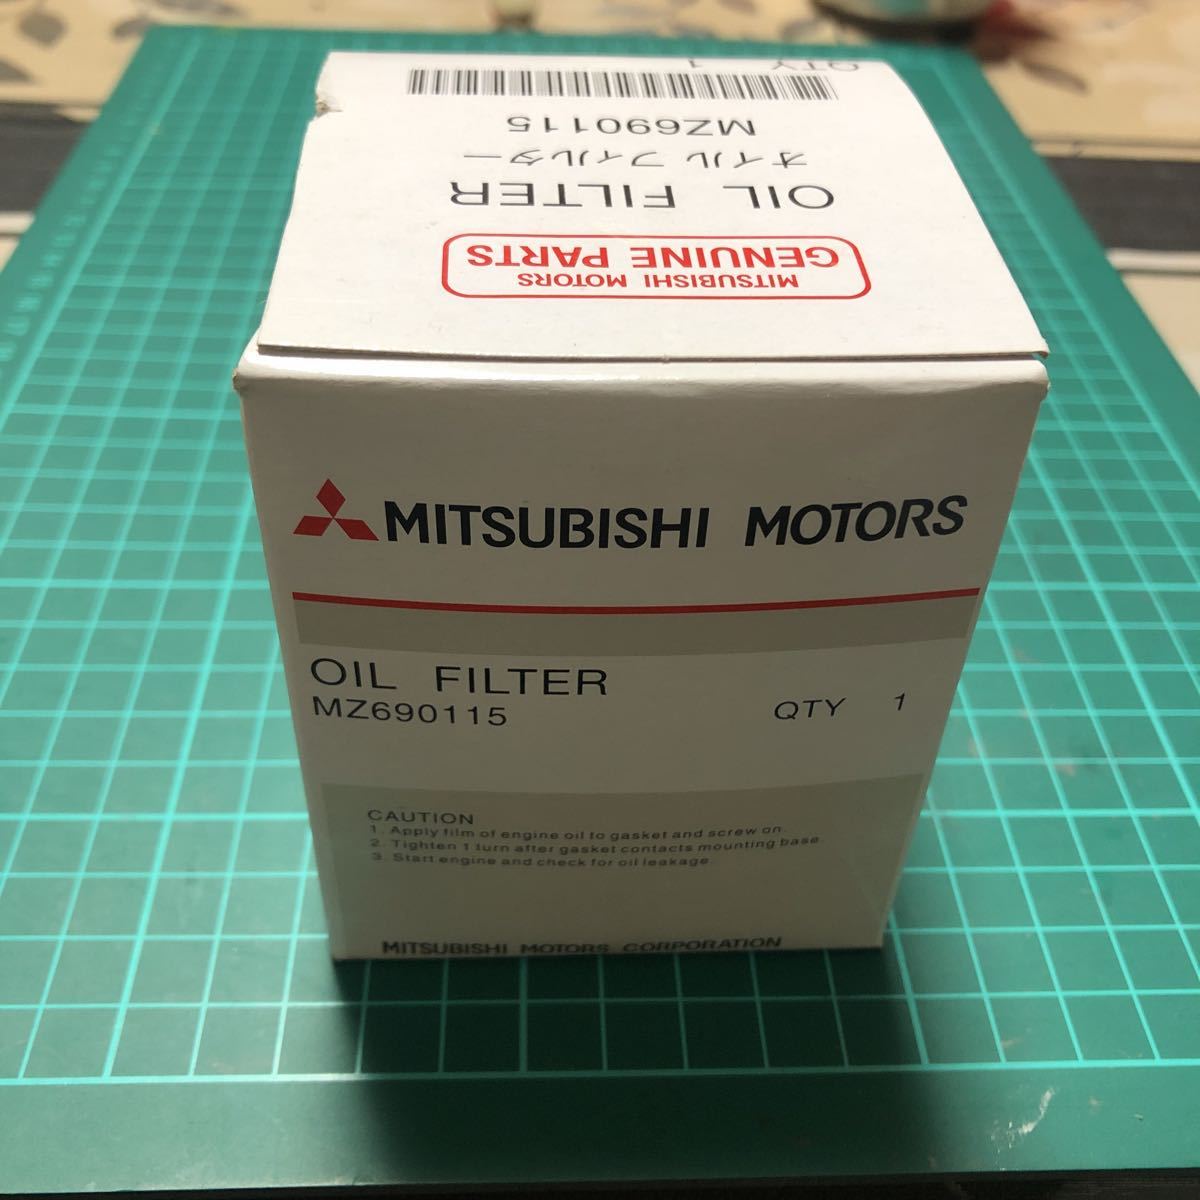 MITSUBISHI MOTORS
GENUINE PARTS
OIL FILTER
オイル フィルター
MZ690115
QTY 1
MITSUBISHI MOTORS
OIL FILTER
MZ690115
QTY 1
CAUTION
1. Apply film of engine oil to gasket and screw on.
2. Tighten 1 turn after gasket contacts mounting base.
3. Start engine and check for oil leakage.
MITSUBISHI MOTORS CORPORATION